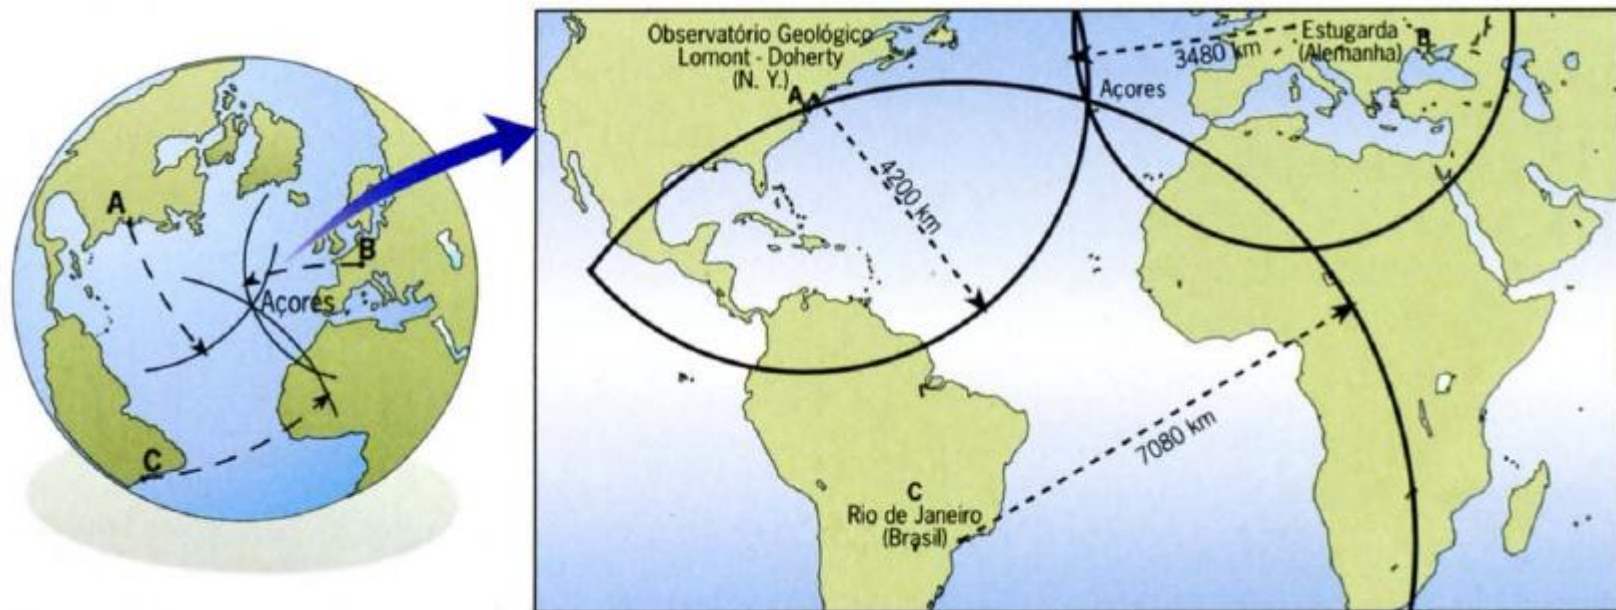 A
B
Açores
C
Observatório Geológico
Lomont - Doherty
(N. Y.)
A
3480 km
Estugarda
(Alemanha)
B
Açores
4200 km
7080 km
C
Rio de Janeiro
(Brasil)